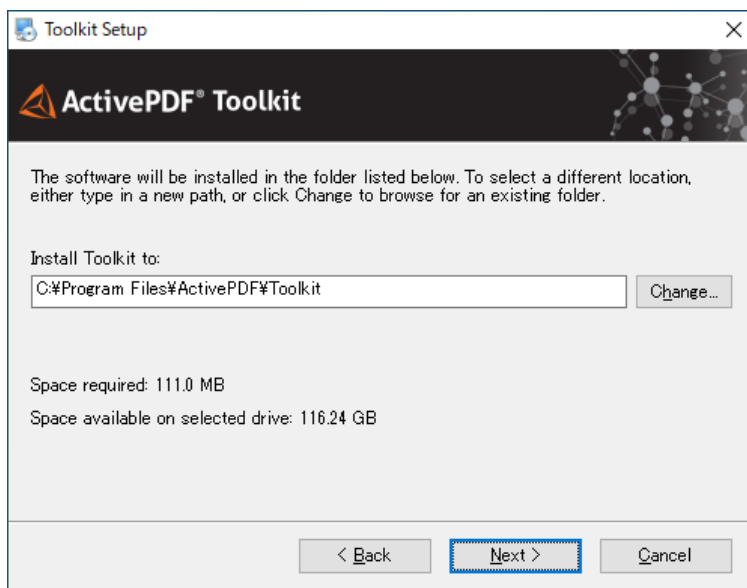 Toolkit Setup
ActivePDF® Toolkit
The software will be installed in the folder listed below. To select a different location,
either type in a new path, or click Change to browse for an existing folder.
Install Toolkit to:
C:¥Program Files¥ActivePDF¥Toolkit
Change...
Space required: 111.0 MB
Space available on selected drive: 116.24 GB
< Back
Next >
Cancel